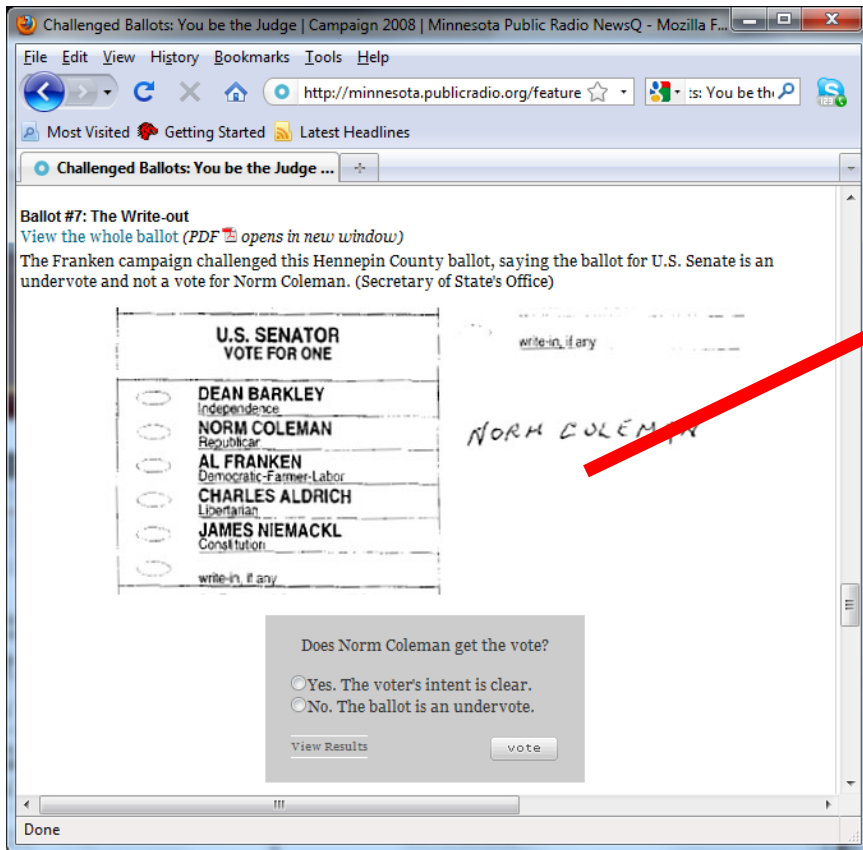 Challenged Ballots: You be the Judge | Campaign 2008 | Minnesota Public Radio NewsQ - Mozilla F...
File Edit View History Bookmarks Tools Help
http://minnesota.publicradio.org/feature
:s: You be the
Most Visited Getting Started Latest Headlines
Challenged Ballots: You be the Judge ...
Ballot #7: The Write-out
View the whole ballot (PDF opens in new window)
The Franken campaign challenged this Hennepin County ballot, saying the ballot for U.S. Senate is an
undervote and not a vote for Norm Coleman. (Secretary of State's Office)
U.S. SENATOR
VOTE FOR ONE
DEAN BARKLEY
Independence
NORM COLEMAN
Republican
AL FRANKEN
Democratic-Farmer-Labor
CHARLES ALDRICH
Libertarian
JAMES NIEMACKL
Constitution
write-in, if any
write-in, if any
NORM COLEMAN
Does Norm Coleman get the vote?
Yes. The voter's intent is clear.
No. The ballot is an undervote.
View Results
vote
Done